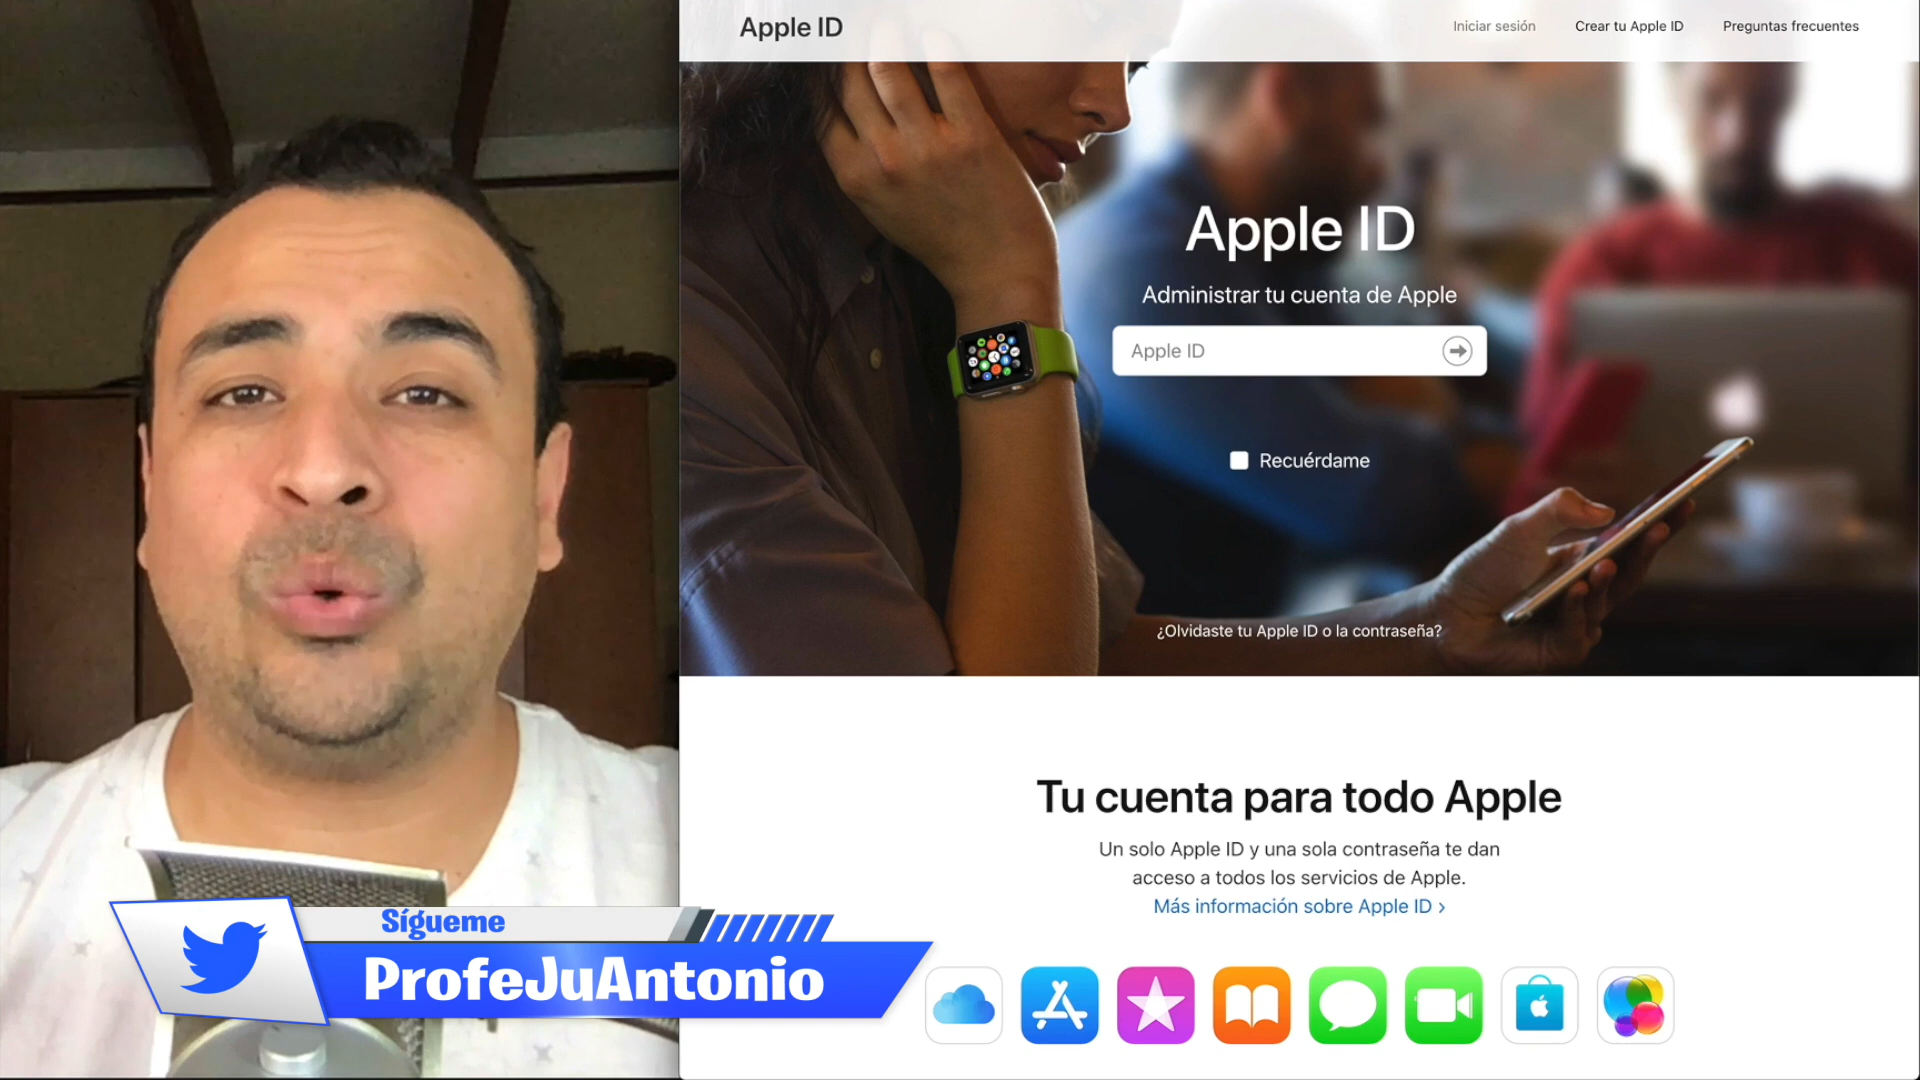 Apple ID
Iniciar sesión
Crear tu Apple ID
Preguntas frecuentes
Apple ID
Administrar tu cuenta de Apple
Apple ID
Recuérdame
¿Olvidaste tu Apple ID o la contraseña?
Tu cuenta para todo Apple
Un solo Apple ID y una sola contraseña te dan
acceso a todos los servicios de Apple.
Más información sobre Apple ID ›
Sígueme
ProfeJuAntonio